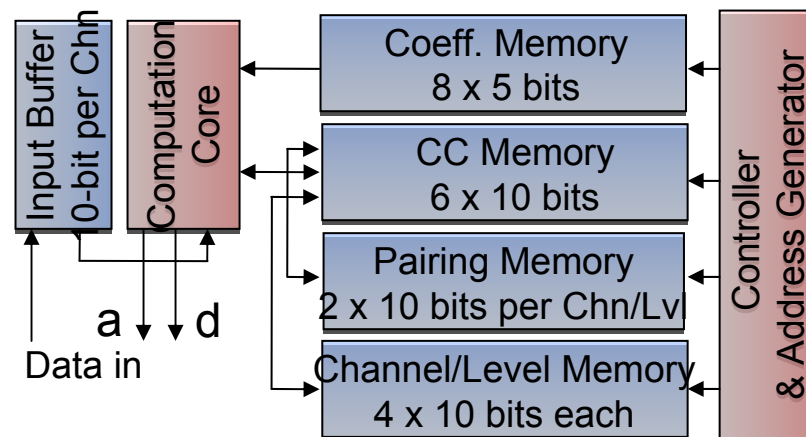 Input Buffer
10-bit per Chn
Computation
Core
Coeff. Memory
8 x 5 bits
CC Memory
6 x 10 bits
Pairing Memory
2 x 10 bits per Chn/Lvl
Channel/Level Memory
4 x 10 bits each
Controller
& Address Generator
a
d
Data in